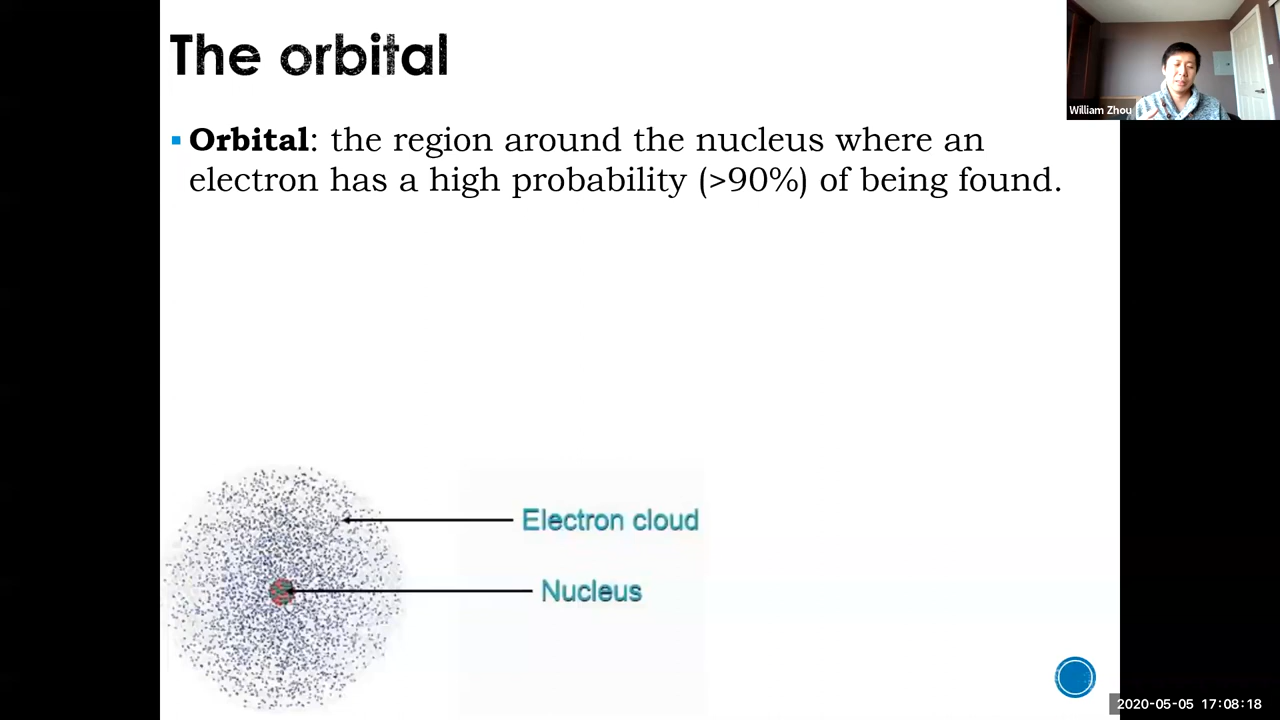 The orbital
William Zhou
Orbital: the region around the nucleus where an
electron has a high probability (>90%) of being found.
Electron cloud
Nucleus
2020-05-05 17:08:18